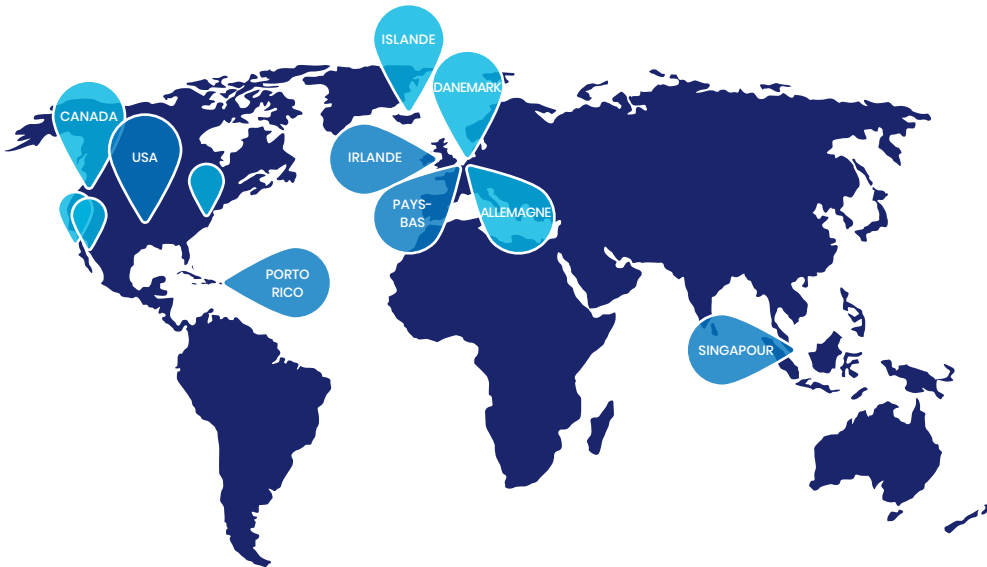 ISLANDE
DANEMARK
CANADA
USA
IRLANDE
PAYS-
BAS
ALLEMAGNE
PORTO
RICO
SINGAPOUR